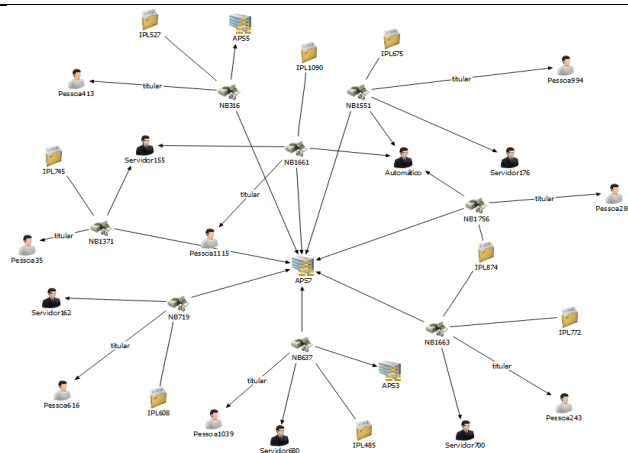 IPL527
APS5
IPL1090
IPL675
titular
titular
Pessoa413
NB316
NB1551
Pessoa994
IPL745
Servidor155
NB1661
Automático
Servidor176
titular
titular
Pessoa28
NB1756
titular
NB1371
Pessoa35
Pessoa1115
IPL874
APS7
Servidor162
NB719
NB1663
IPL772
NB637
titular
titular
titular
APS3
Pessoa616
IPL608
Pessoa1039
Servidor680
IPL485
Servidor700
Pessoa243